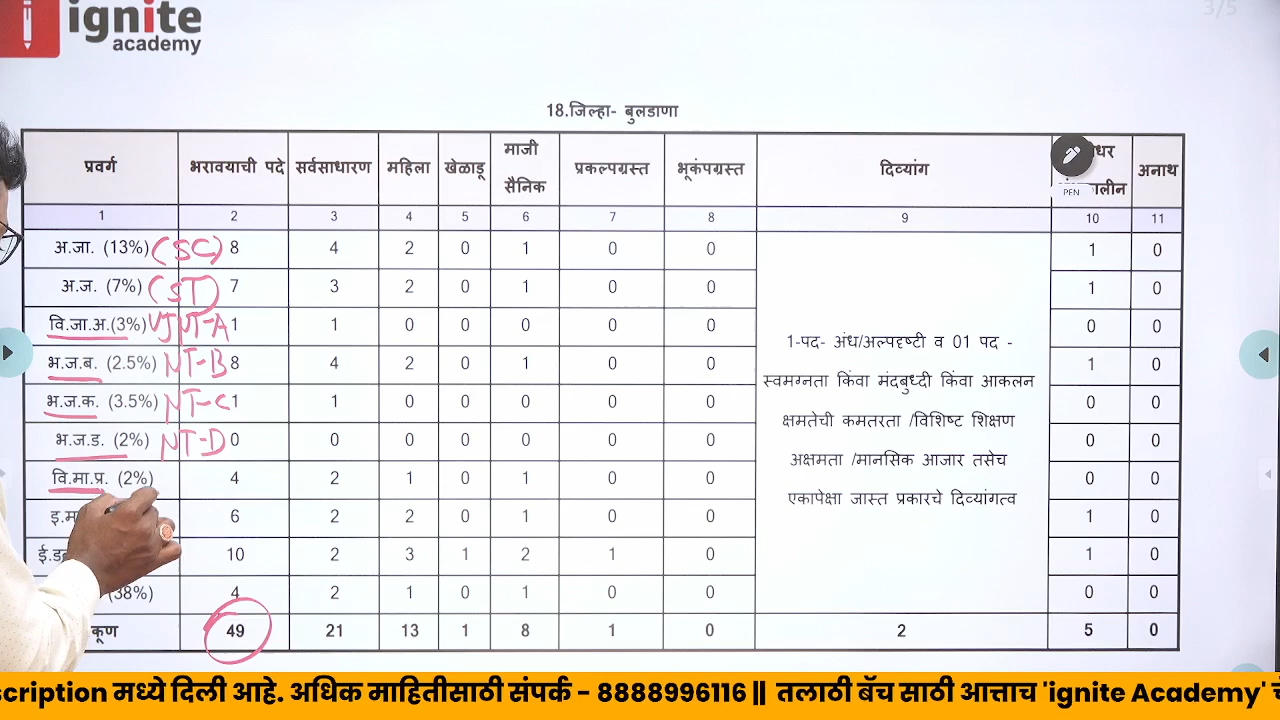 ignite
academy
3/5
18.जिल्हा- बुलडाणा
प्रवर्ग भरावयाची पदे सर्वसाधारण महिला खेळाडू माजी सैनिक प्रकल्पग्रस्त भूकंपग्रस्त दिव्यांग अनाथ
PEN
1 2 3 4 5 6 7 8 9 10 11
अ.जा. (13%) (SC) 8 4 2 0 1 0 0 1 0
अ.ज. (7%) (ST) 7 3 2 0 1 0 0 1 0
वि.जा.अ.(3%) VJNT-A 1 1 0 0 0 0 0 0 0
भ.ज.ब. (2.5%) NT-B 8 4 2 0 1 0 0 1 0
भ.ज.क. (3.5%) NT-C 1 1 0 0 0 0 0 0 0
भ.ज.ड. (2%) NT-D 0 0 0 0 0 0 0 0 0
वि.मा.प्र. (2%) 4 2 1 0 1 0 0 0 0
6 2 2 0 1 0 0 1 0
10 2 3 1 2 1 0 1 0
38%) 4 2 1 0 1 0 0 0 0
49 21 13 1 8 1 0 2 5 0
1-पद- अंध/अल्पदृष्टी व 01 पद -
स्वमग्नता किंवा मंदबुध्दी किंवा आकलन
क्षमतेची कमतरता /विशिष्ट शिक्षण
अक्षमता /मानसिक आजार तसेच
एकापेक्षा जास्त प्रकारचे दिव्यांगत्व
scription मध्ये दिली आहे. अधिक माहितीसाठी संपर्क - 8888996116 || तलाठी बॅच साठी आत्ताच 'ignite Academy'